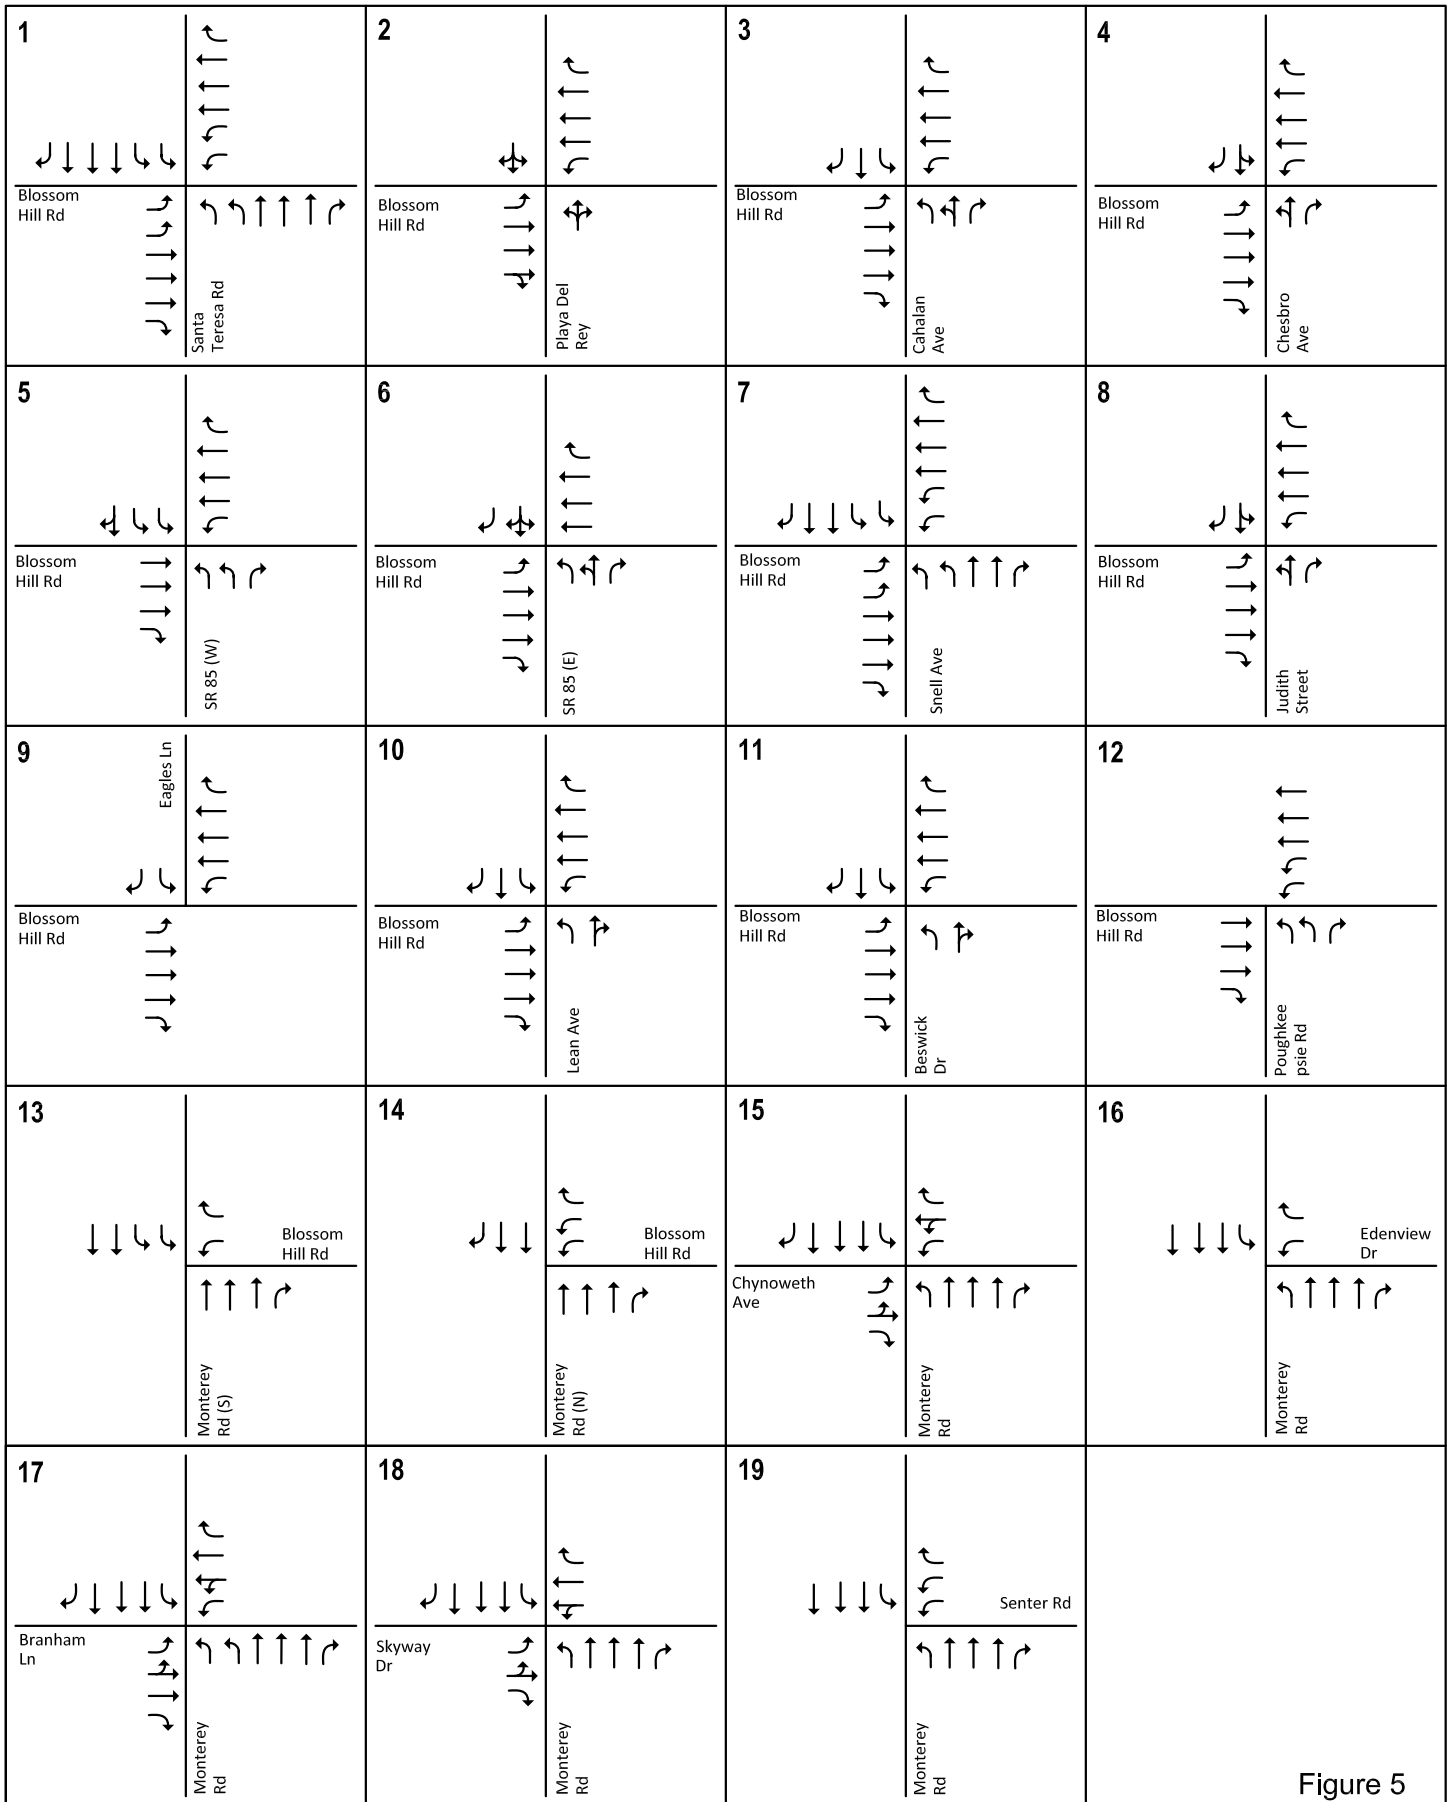 1
Blossom
Hill Rd
Santa
Teresa Rd
2
Blossom
Hill Rd
Playa Del
Rey
3
Blossom
Hill Rd
Cahalan
Ave
4
Blossom
Hill Rd
Chesbro
Ave
5
Blossom
Hill Rd
SR 85 (W)
6
Blossom
Hill Rd
SR 85 (E)
7
Blossom
Hill Rd
Snell Ave
8
Blossom
Hill Rd
Judith
Street
9
Eagles Ln
Blossom
Hill Rd
10
Blossom
Hill Rd
Lean Ave
11
Blossom
Hill Rd
Beswick
Dr
12
Blossom
Hill Rd
Poughkee
psie Rd
13
Blossom
Hill Rd
Monterey
Rd (S)
14
Blossom
Hill Rd
Monterey
Rd (N)
15
Chynoweth
Ave
Monterey
Rd
16
Edenview
Dr
Monterey
Rd
17
Branham
Ln
Monterey
Rd
18
Skyway
Dr
Monterey
Rd
19
Senter Rd
Monterey
Rd
Figure 5